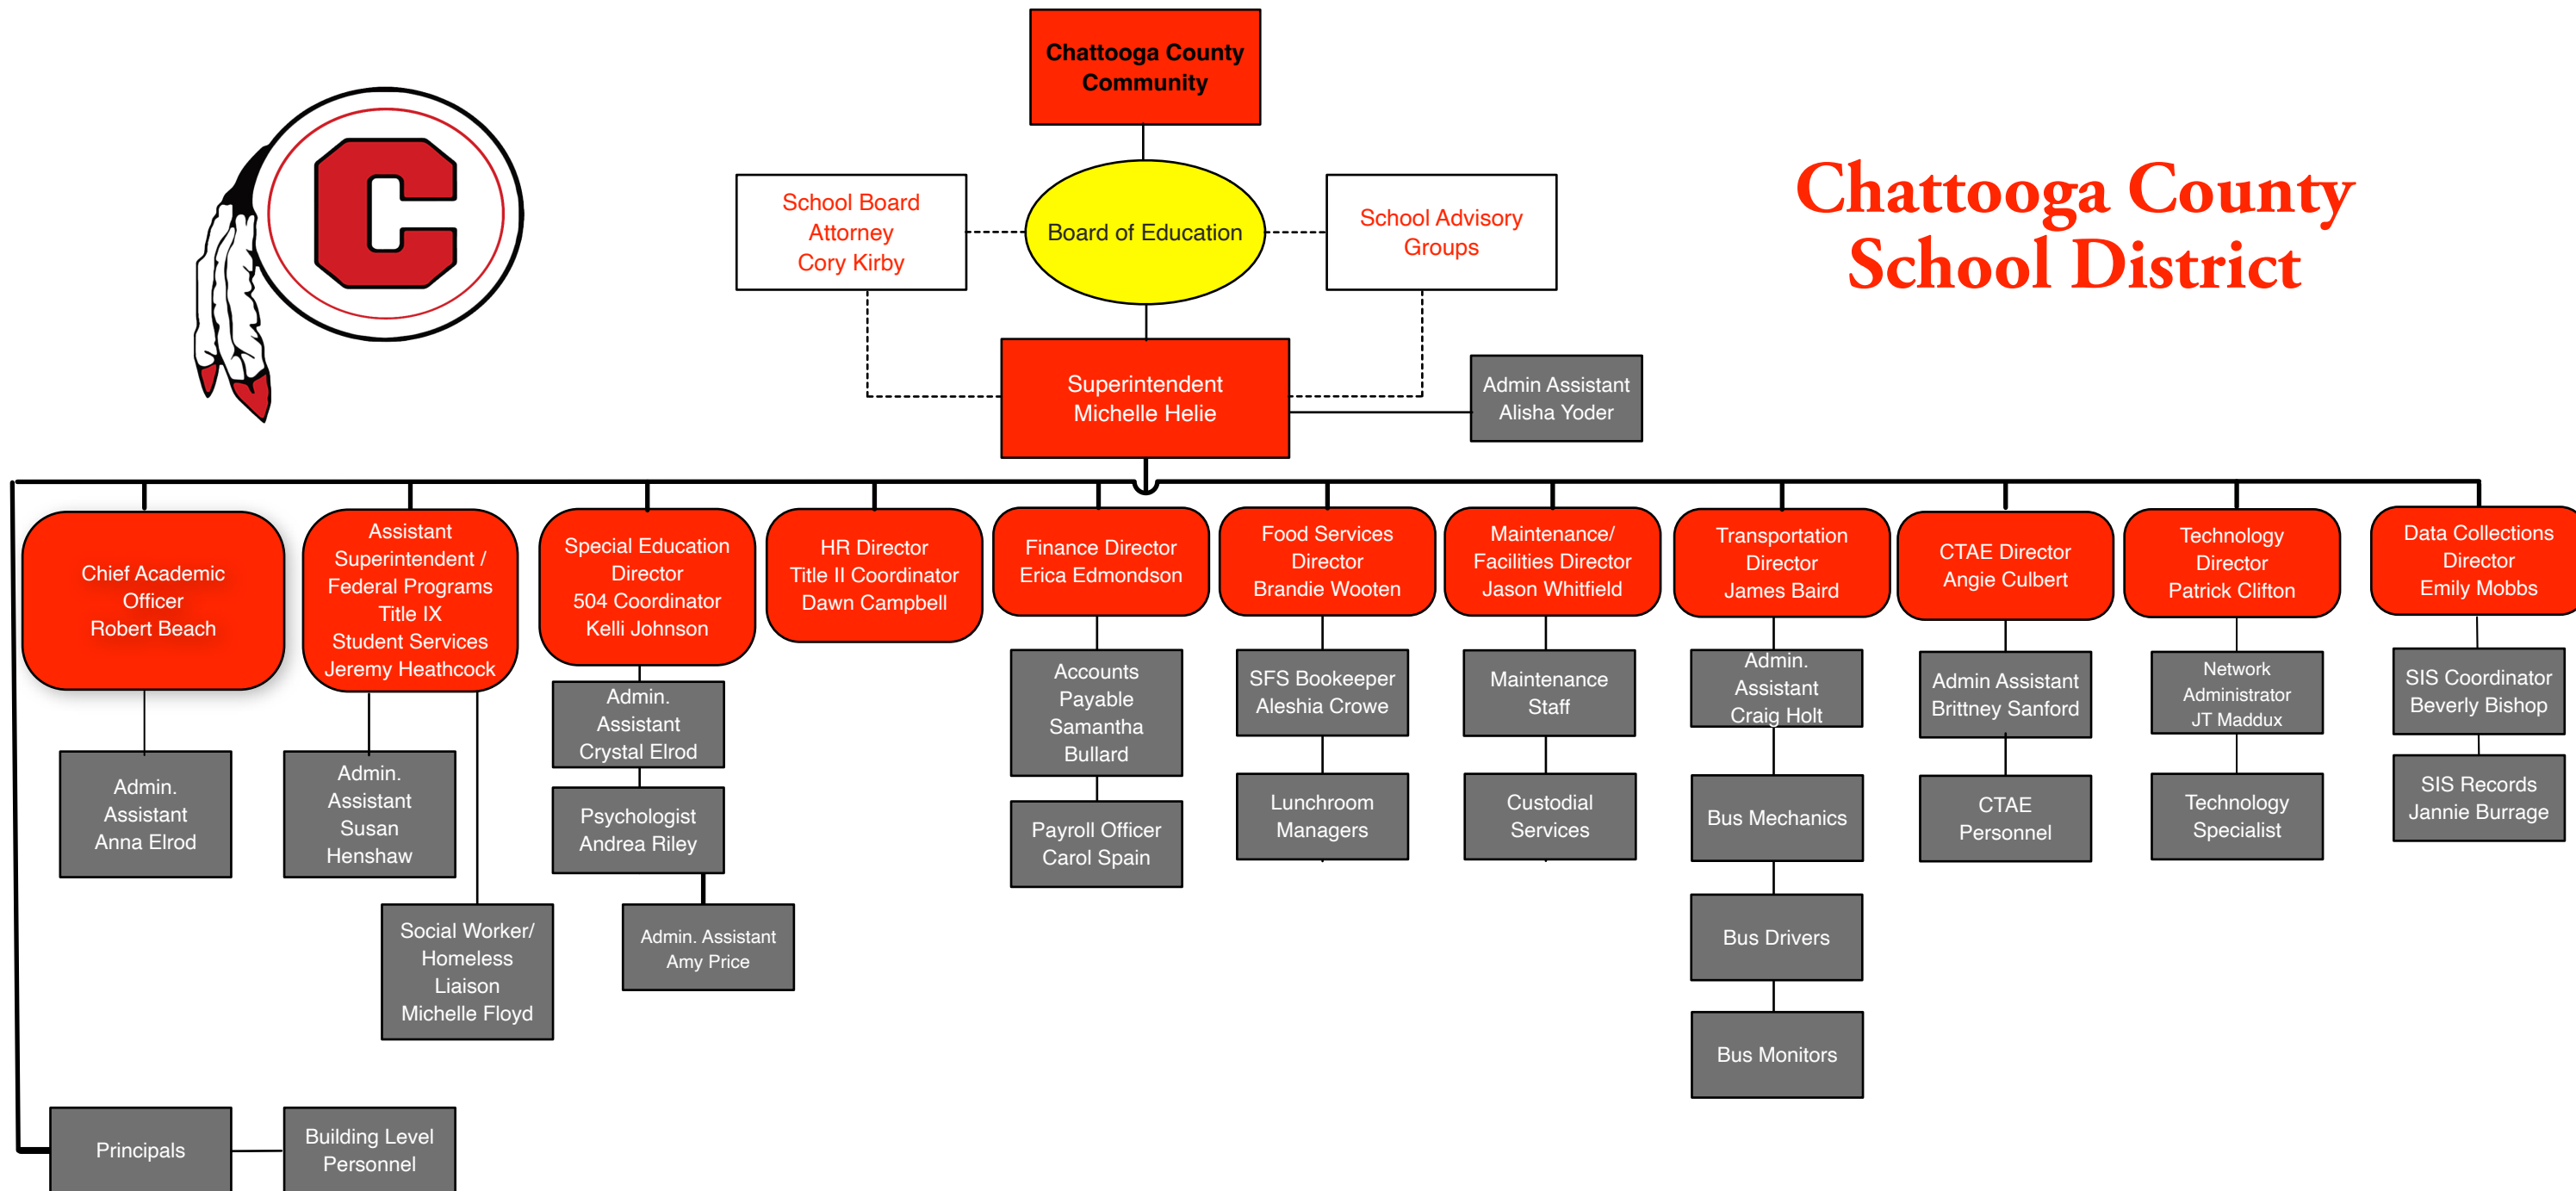 Chattooga County
Community
C
School Board
Attorney
Cory Kirby
Board of Education
School Advisory
Groups
Chattooga County
School District
Superintendent
Michelle Helie
Admin Assistant
Alisha Yoder
Chief Academic
Officer
Robert Beach
Assistant
Superintendent /
Federal Programs
Title IX
Student Services
Jeremy Heathcock
Special Education
Director
504 Coordinator
Kelli Johnson
HR Director
Title II Coordinator
Dawn Campbell
Finance Director
Erica Edmondson
Food Services
Director
Brandie Wooten
Maintenance/
Facilities Director
Jason Whitfield
Transportation
Director
James Baird
CTAE Director
Angie Culbert
Technology
Director
Patrick Clifton
Data Collections
Director
Emily Mobbs
Admin.
Assistant
Anna Elrod
Admin.
Assistant
Susan
Henshaw
Social Worker/
Homeless
Liaison
Michelle Floyd
Admin.
Assistant
Crystal Elrod
Psychologist
Andrea Riley
Admin. Assistant
Amy Price
Accounts
Payable
Samantha
Bullard
Payroll Officer
Carol Spain
SFS Bookeeper
Aleshia Crowe
Lunchroom
Managers
Maintenance
Staff
Custodial
Services
Admin.
Assistant
Craig Holt
Bus Mechanics
Bus Drivers
Bus Monitors
Admin Assistant
Brittney Sanford
CTAE
Personnel
Network
Administrator
JT Maddux
Technology
Specialist
SIS Coordinator
Beverly Bishop
SIS Records
Jannie Burrage
Principals
Building Level
Personnel